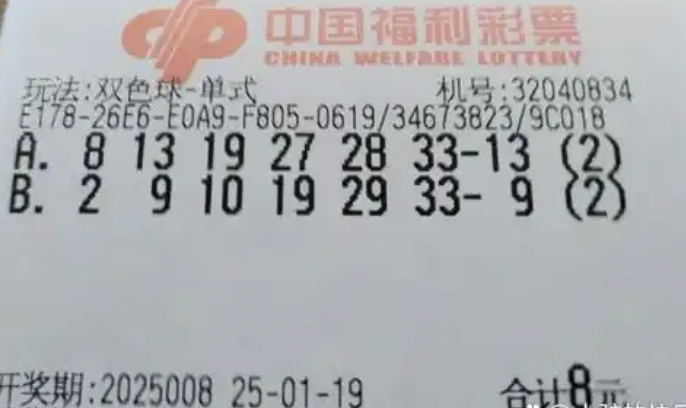 中国福利彩票
CHINA WELFARE LOTTERY
玩法:双色球-单式 机号:32040834
E178-26E6-E0A9-F805-0619/34673823/9C018
A. 8 13 19 27 28 33-13 (2)
B. 2 9 10 19 29 33- 9 (2)
开奖期:2025008 25-01-19 合计8元